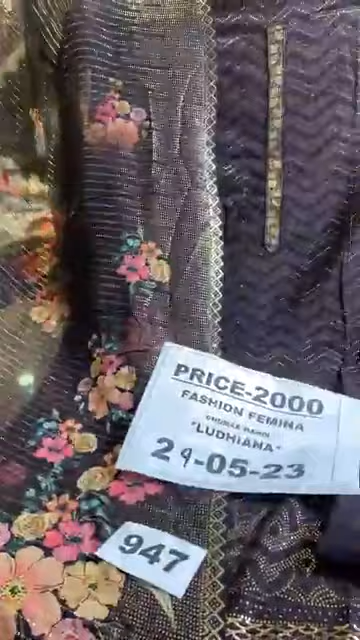 PRICE-2000
FASHION FEMINA
"LUDHIANA"
29-05-23
947